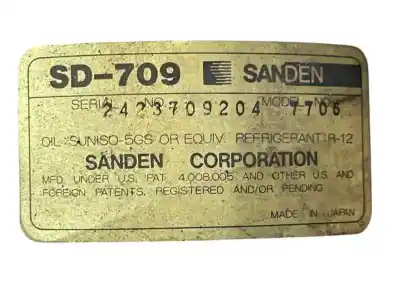 SD-709 SANDEN
SERIAL NO. MODEL NO.
2423709204 7706
OIL: SUNISO-5GS OR EQUIV. REFRIGERANT: R-12
SANDEN CORPORATION
MFD. UNDER U.S. PAT. 4.008.005 AND OTHER U.S. AND
FOREIGN PATENTS, REGISTERED AND/OR PENDING
MADE IN JAPAN